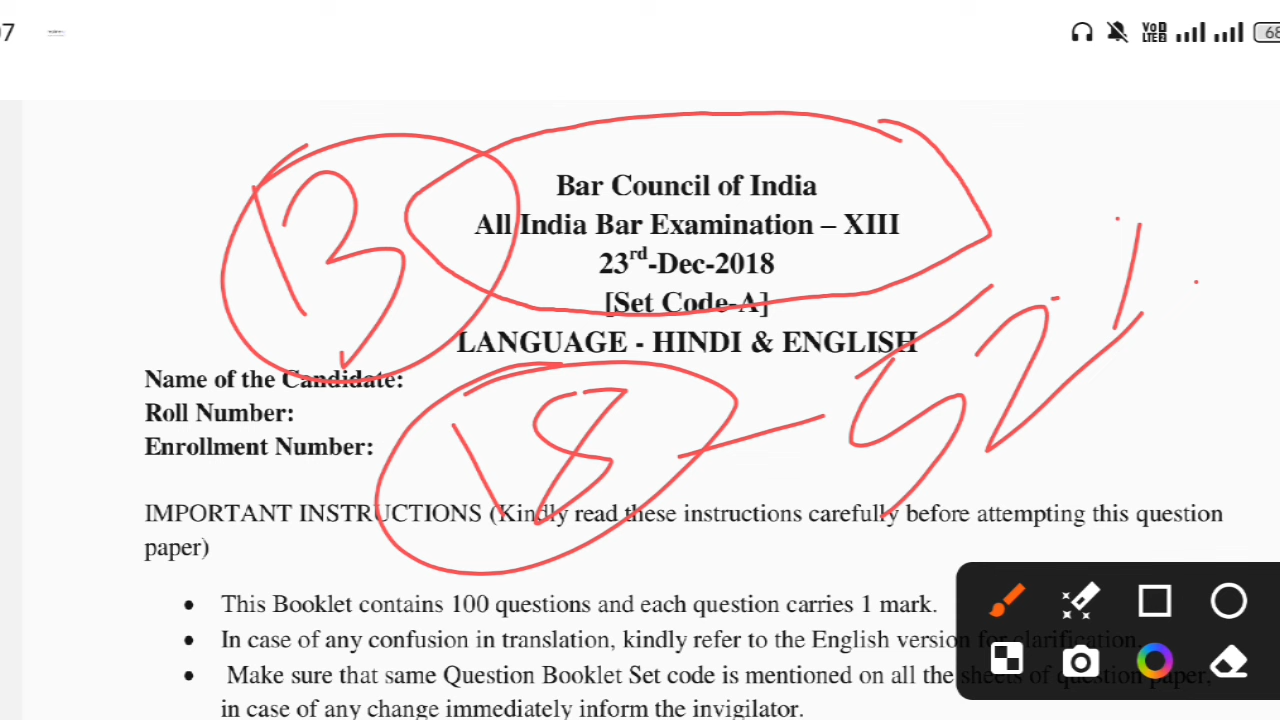 07
VoD LTE2
68
Bar Council of India
All India Bar Examination – XIII
23rd-Dec-2018
[Set Code-A]
LANGUAGE - HINDI & ENGLISH
13
Name of the Candidate:
Roll Number:
Enrollment Number:
18
IMPORTANT INSTRUCTIONS (Kindly read these instructions carefully before attempting this question
paper)
• This Booklet contains 100 questions and each question carries 1 mark.
• In case of any confusion in translation, kindly refer to the English version for clarification.
• Make sure that same Question Booklet Set code is mentioned on all the sheets of question paper,
in case of any change immediately inform the invigilator.